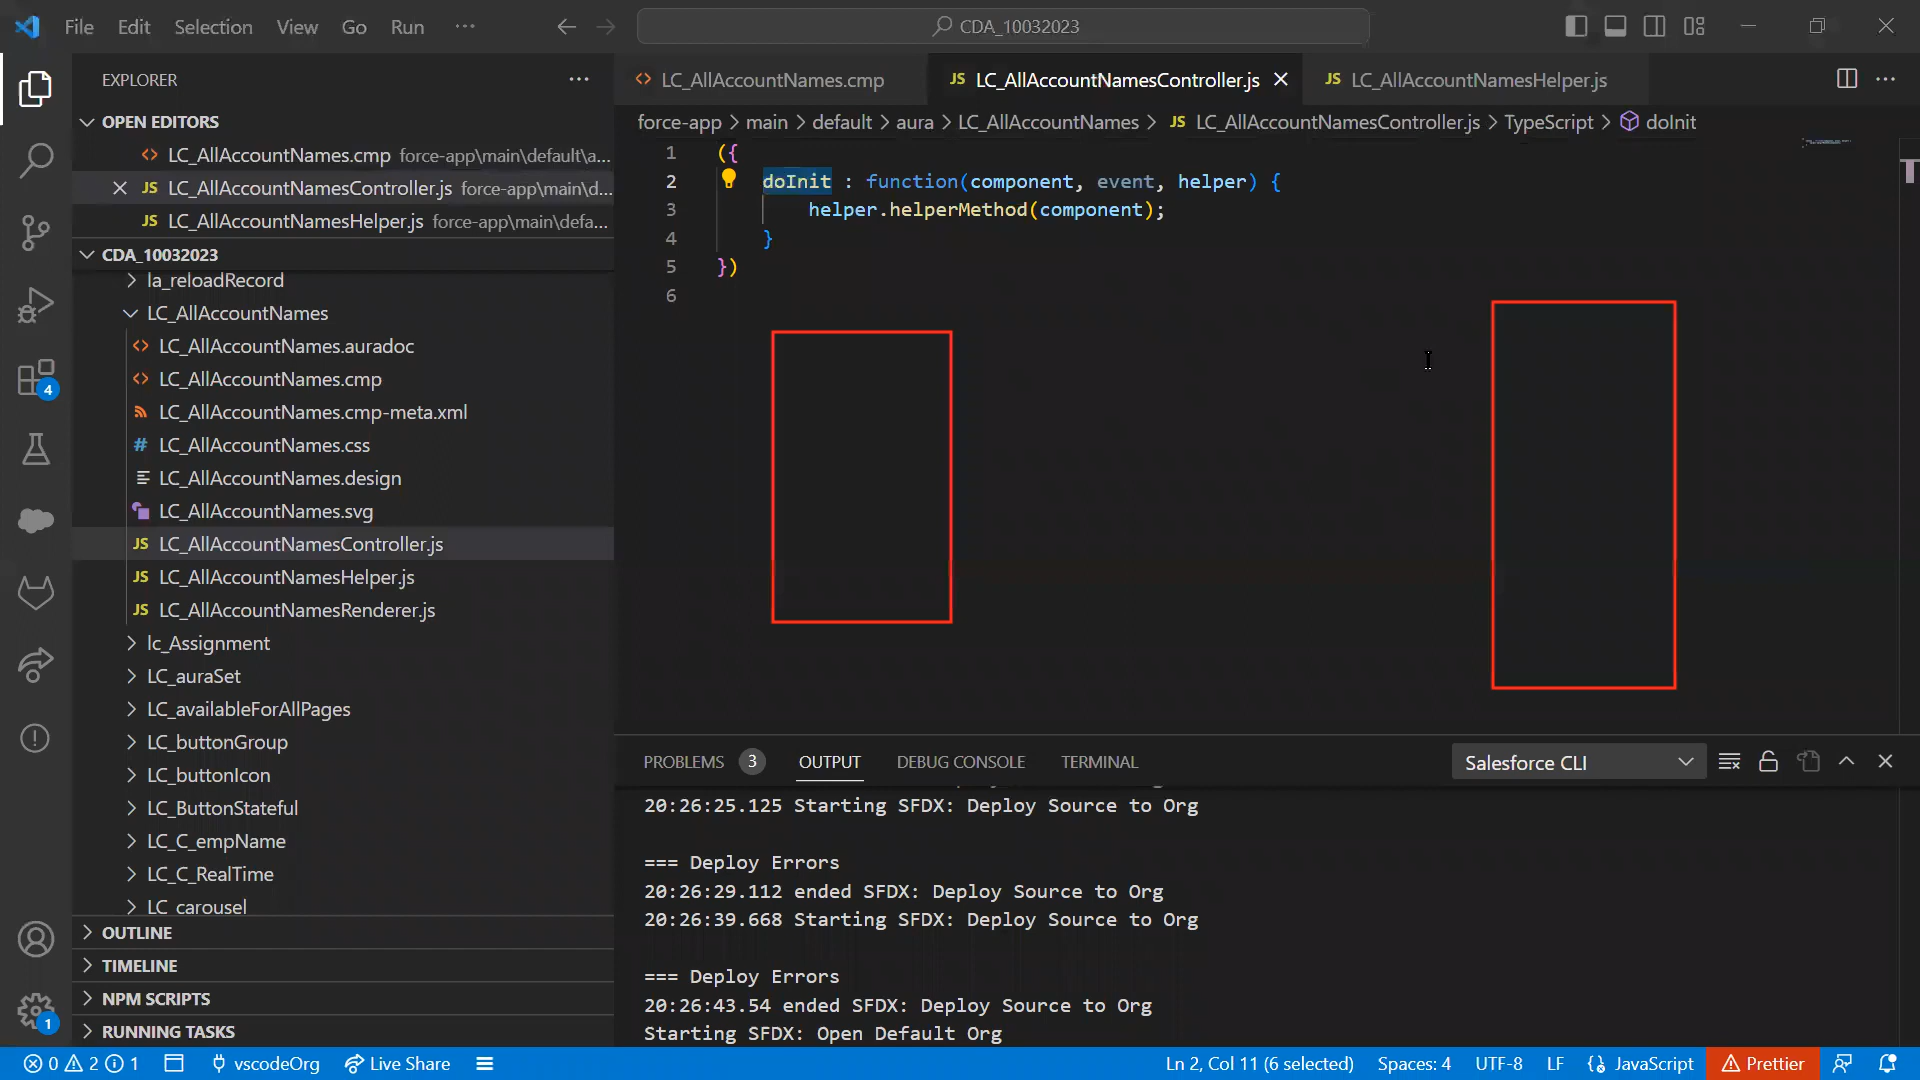 File Edit Selection View Go Run ··· CDA_10032023
EXPLORER
OPEN EDITORS
LC_AllAccountNames.cmp force-app\main\default\a...
LC_AllAccountNamesController.js force-app\main\d...
LC_AllAccountNamesHelper.js force-app\main\defa...
CDA_10032023
la_reloadRecord
LC_AllAccountNames
LC_AllAccountNames.auradoc
LC_AllAccountNames.cmp
LC_AllAccountNames.cmp-meta.xml
LC_AllAccountNames.css
LC_AllAccountNames.design
LC_AllAccountNames.svg
JS LC_AllAccountNamesController.js
JS LC_AllAccountNamesHelper.js
JS LC_AllAccountNamesRenderer.js
lc_Assignment
LC_auraSet
LC_availableForAllPages
LC_buttonGroup
LC_buttonIcon
LC_ButtonStateful
LC_C_empName
LC_C_RealTime
LC_carousel
OUTLINE
TIMELINE
NPM SCRIPTS
RUNNING TASKS
4
1
LC_AllAccountNames.cmp JS LC_AllAccountNamesController.js JS LC_AllAccountNamesHelper.js
force-app > main > default > aura > LC_AllAccountNames > JS LC_AllAccountNamesController.js > TypeScript > doInit
1 ({
2 doInit : function(component, event, helper) {
3 helper.helperMethod(component);
4 }
5 })
6
PROBLEMS 3 OUTPUT DEBUG CONSOLE TERMINAL Salesforce CLI
20:26:25.125 Starting SFDX: Deploy Source to Org
=== Deploy Errors
20:26:29.112 ended SFDX: Deploy Source to Org
20:26:39.668 Starting SFDX: Deploy Source to Org
=== Deploy Errors
20:26:43.54 ended SFDX: Deploy Source to Org
Starting SFDX: Open Default Org
0 2 1 vscodeOrg Live Share Ln 2, Col 11 (6 selected) Spaces: 4 UTF-8 LF JavaScript Prettier